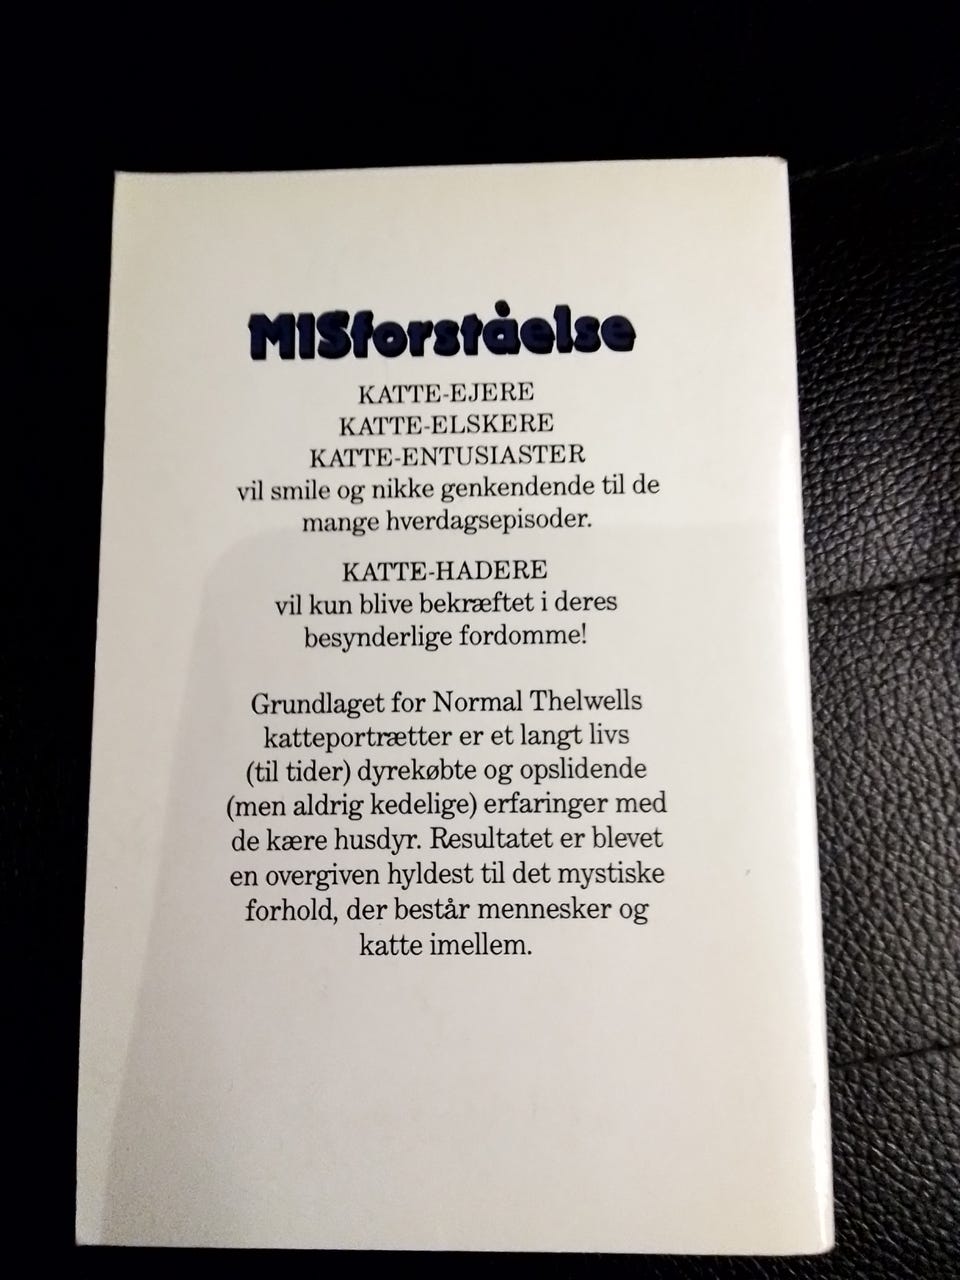 MISforståelse
KATTE-EJERE
KATTE-ELSKERE
KATTE-ENTUSIASTER
vil smile og nikke genkendende til de
mange hverdagsepisoder.
KATTE-HADERE
vil kun blive bekræftet i deres
besynderlige fordomme!
Grundlaget for Normal Thelwells
katteportrætter er et langt livs
(til tider) dyrekøbte og opslidende
(men aldrig kedelige) erfaringer med
de kære husdyr. Resultatet er blevet
en overgiven hyldest til det mystiske
forhold, der består mennesker og
katte imellem.